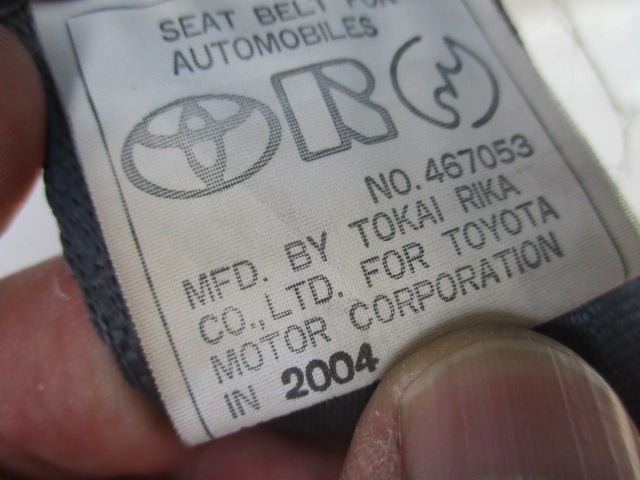 SEAT BELT FOR
AUTOMOBILES
NO. 467053
MFD. BY TOKAI RIKA
CO., LTD. FOR TOYOTA
MOTOR CORPORATION
IN 2004